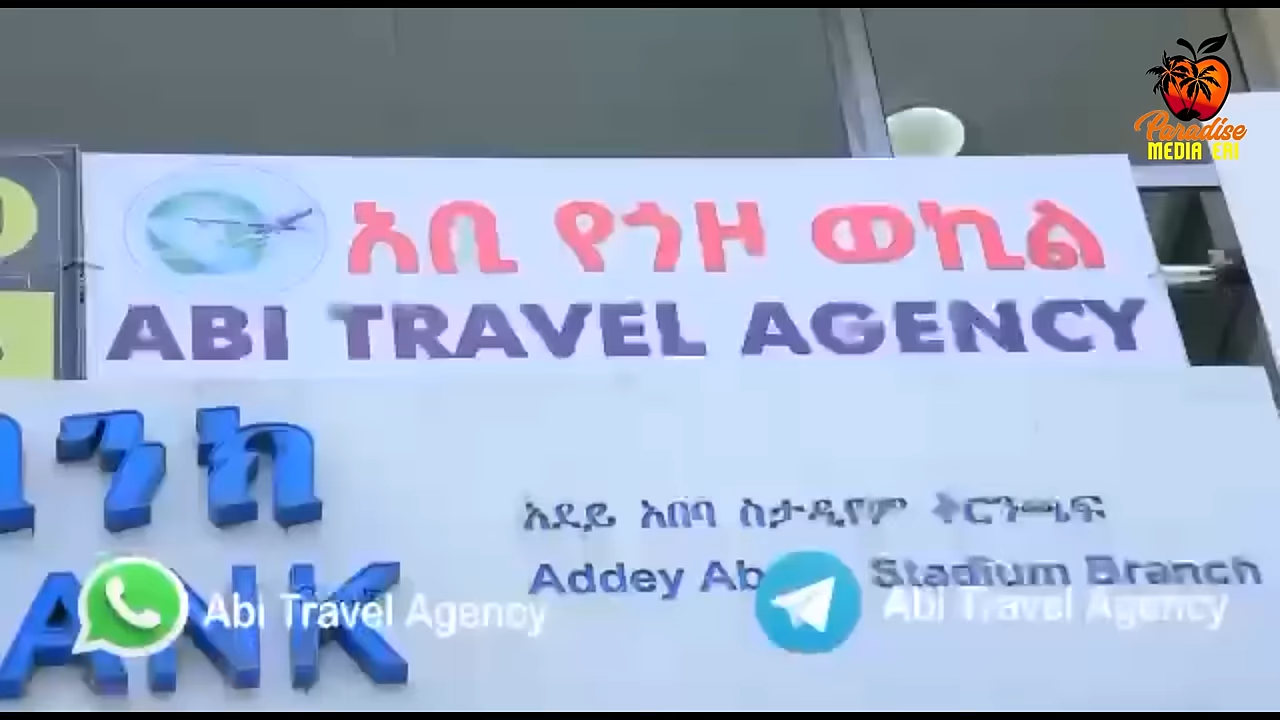 Paradise
MEDIA ERI
አቢ የጎዞ ወኪል
ABI TRAVEL AGENCY
ንክ
አደይ አበባ ስታዲየም ቅርንጫፍ
Addey Ab
Stadium Branch
ANK
Abi Travel Agency
Abi Travel Agency